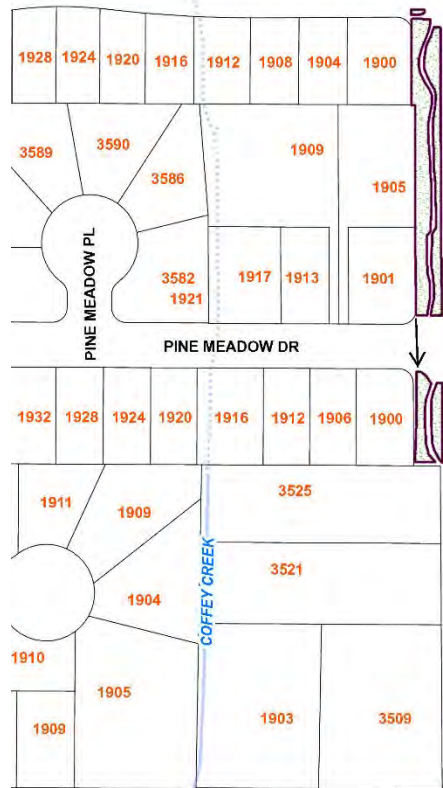 1928 1924 1920 1916 1912 1908 1904 1900
3589 3590 3586 1909 1905
3582
1921 1917 1913 1901
PINE MEADOW PL
PINE MEADOW DR
1932 1928 1924 1920 1916 1912 1906 1900
1911 1909 3525
3521
1904
COFFEY CREEK
1910
1905
1909 1903 3509